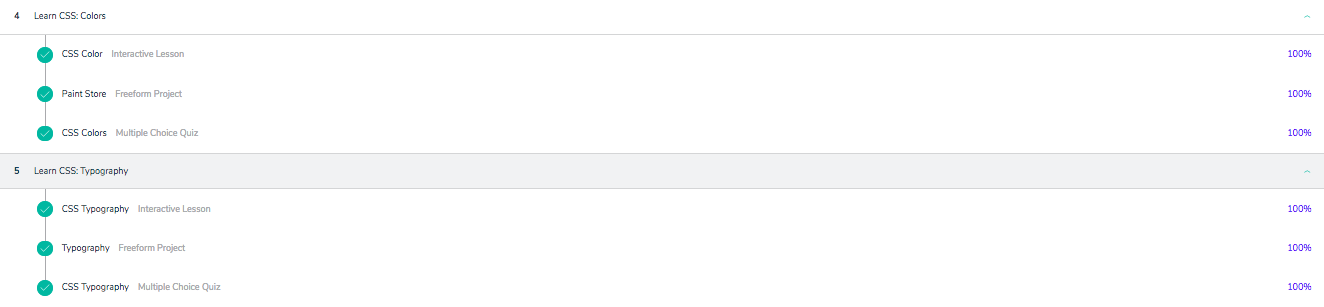 4 Learn CSS: Colors
CSS Color Interactive Lesson 100%
Paint Store Freeform Project 100%
CSS Colors Multiple Choice Quiz 100%
5 Learn CSS: Typography
CSS Typography Interactive Lesson 100%
Typography Freeform Project 100%
CSS Typography Multiple Choice Quiz 100%